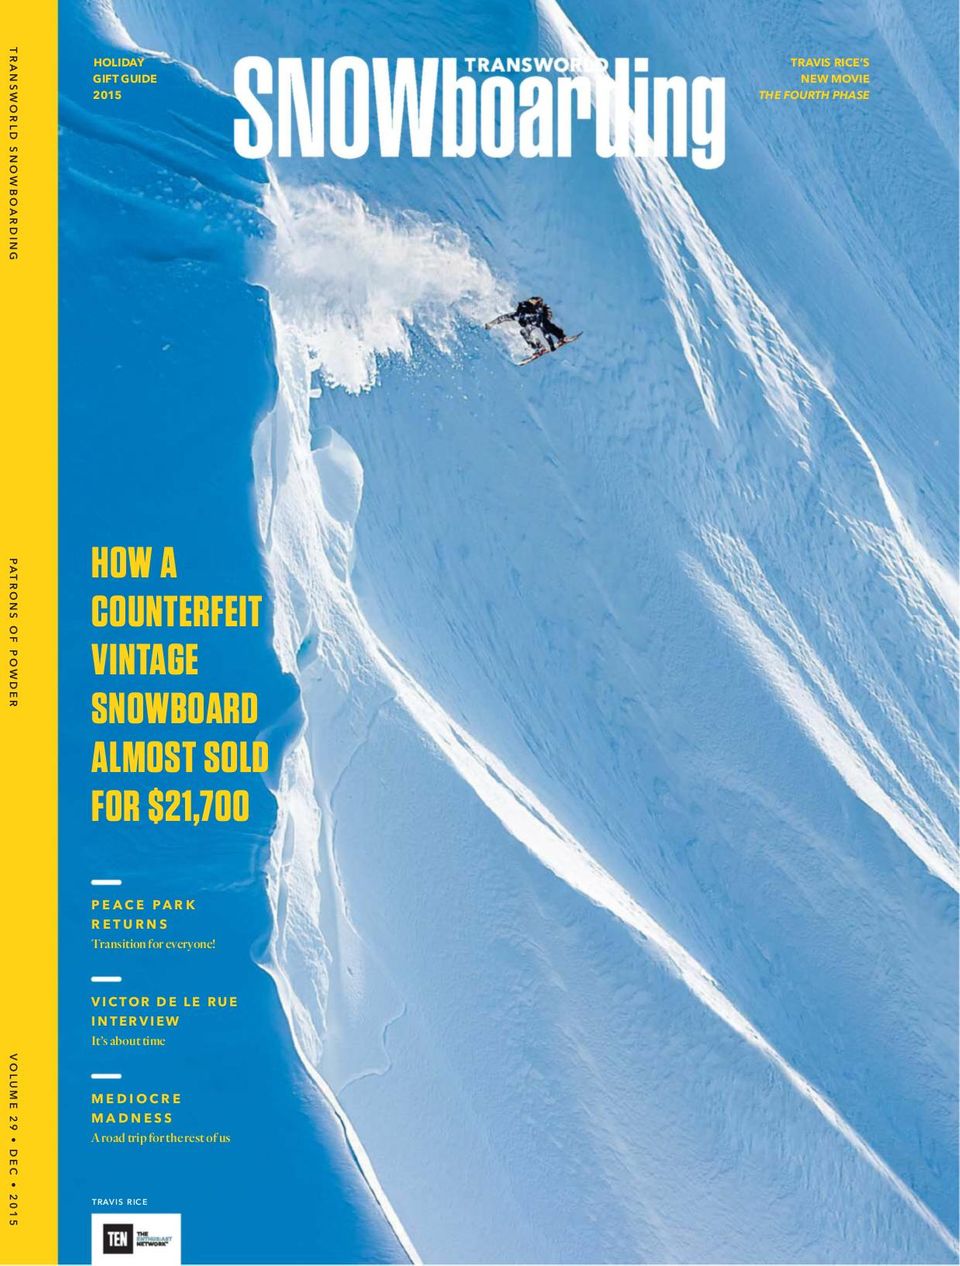 TRANSWORLD SNOWBOARDING
PATRONS OF POWDER
VOLUME 29 • DEC • 2015
HOLIDAY
GIFT GUIDE
2015
TRANSWORLD
SNOWboarding
TRAVIS RICE'S
NEW MOVIE
THE FOURTH PHASE
HOW A
COUNTERFEIT
VINTAGE
SNOWBOARD
ALMOST SOLD
FOR $21,700
PEACE PARK
RETURNS
Transition for everyone!
VICTOR DE LE RUE
INTERVIEW
It's about time
MEDIOCRE
MADNESS
A road trip for the rest of us
TRAVIS RICE
TEN
THE
ENTHUSIAST
NETWORK